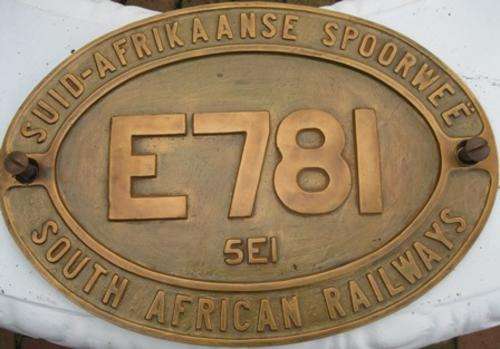 SUID-AFRIKAANSE SPOORWEË
E781
5E1
SOUTH AFRICAN RAILWAYS